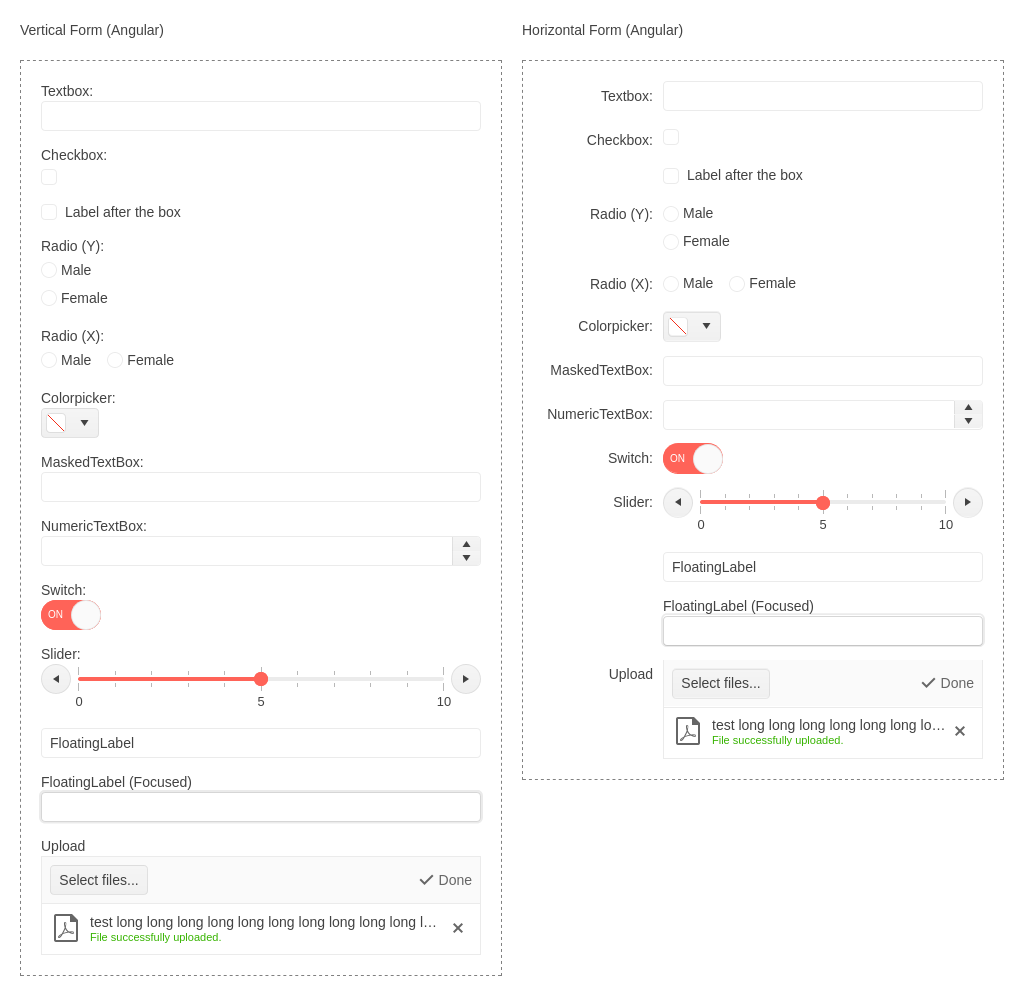 Vertical Form (Angular)
Textbox:
Checkbox:
Label after the box
Radio (Y):
Male
Female
Radio (X):
Male Female
Colorpicker:
MaskedTextBox:
NumericTextBox:
Switch:
ON
Slider:
0 5 10
FloatingLabel
FloatingLabel (Focused)
Upload
Select files... Done
test long long long long long long long long long long l…
File successfully uploaded.
Horizontal Form (Angular)
Textbox:
Checkbox:
Label after the box
Radio (Y): Male
Female
Radio (X): Male Female
Colorpicker:
MaskedTextBox:
NumericTextBox:
Switch: ON
Slider:
0 5 10
FloatingLabel
FloatingLabel (Focused)
Upload
Select files... Done
test long long long long long long lo…
File successfully uploaded.